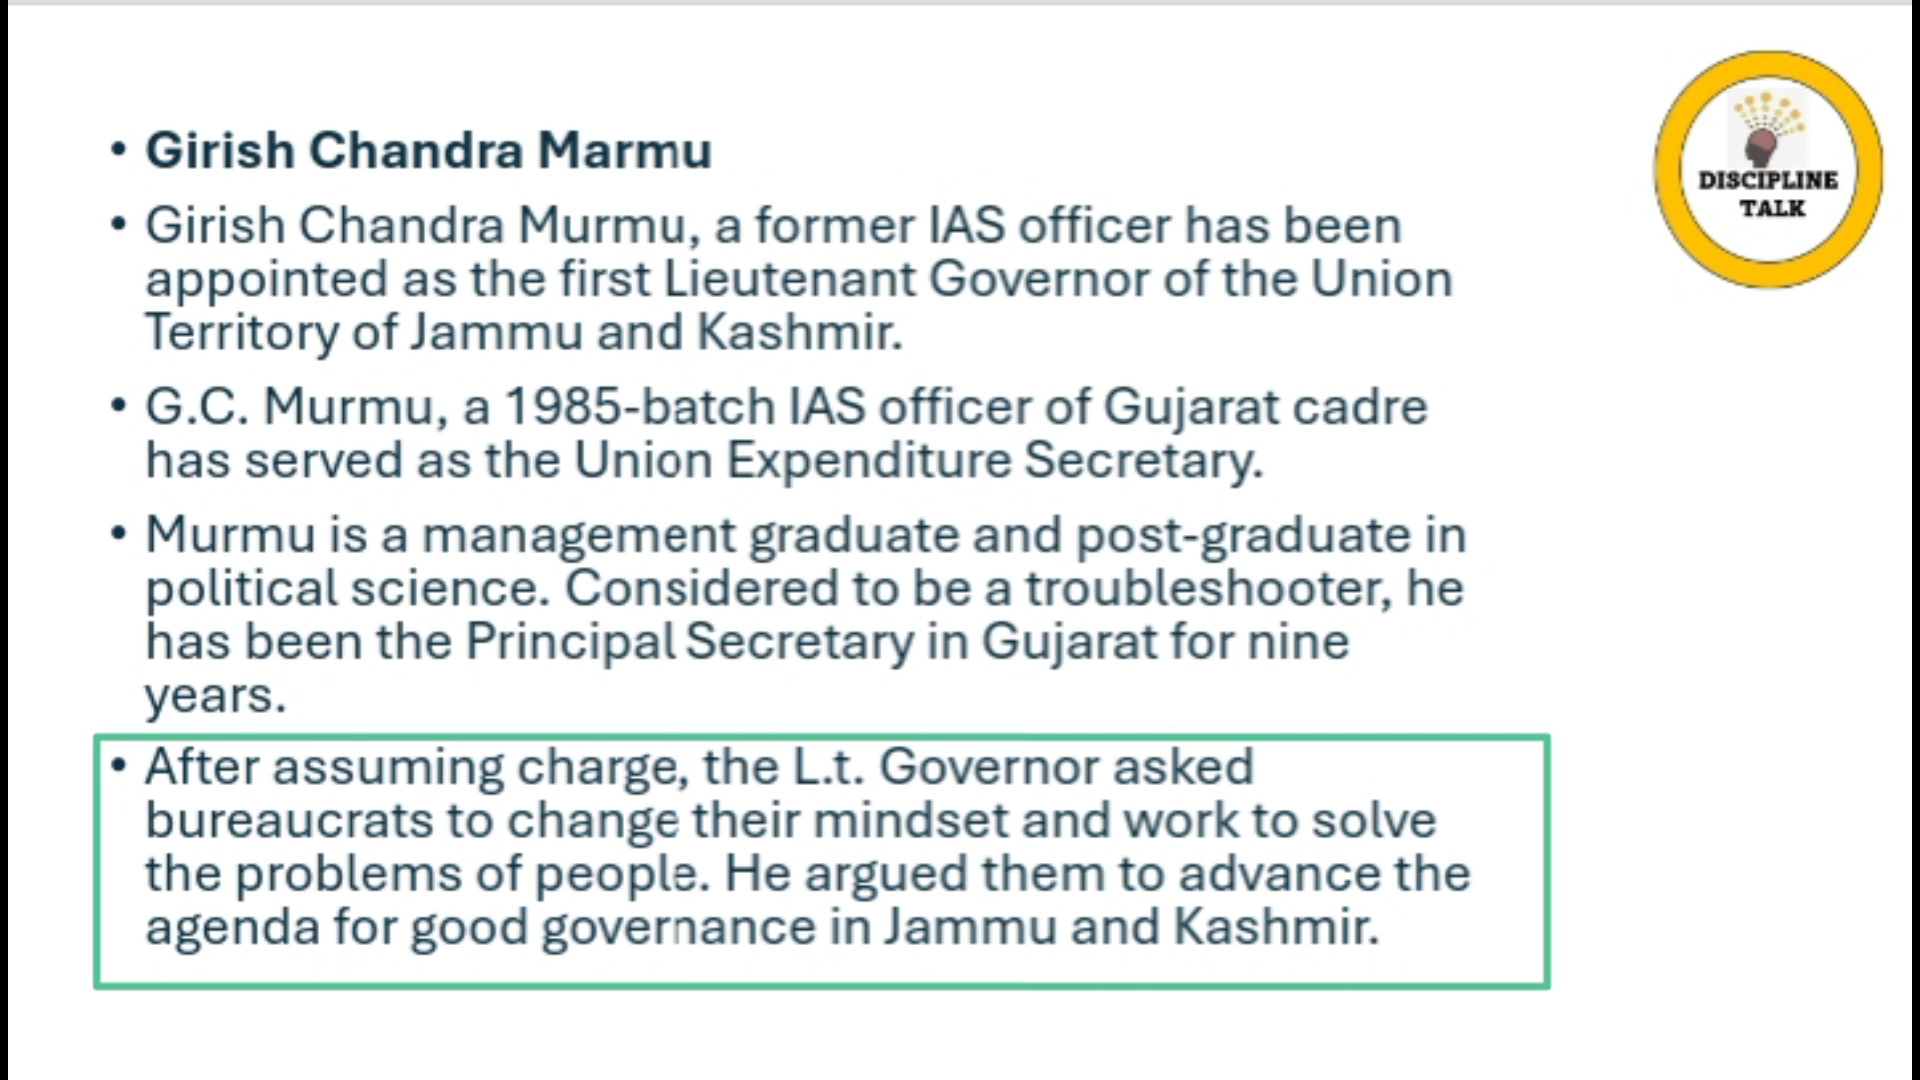 • Girish Chandra Marmu
• Girish Chandra Murmu, a former IAS officer has been
appointed as the first Lieutenant Governor of the Union
Territory of Jammu and Kashmir.
• G.C. Murmu, a 1985-batch IAS officer of Gujarat cadre
has served as the Union Expenditure Secretary.
• Murmu is a management graduate and post-graduate in
political science. Considered to be a troubleshooter, he
has been the Principal Secretary in Gujarat for nine
years.
• After assuming charge, the L.t. Governor asked
bureaucrats to change their mindset and work to solve
the problems of people. He argued them to advance the
agenda for good governance in Jammu and Kashmir.
DISCIPLINE
TALK